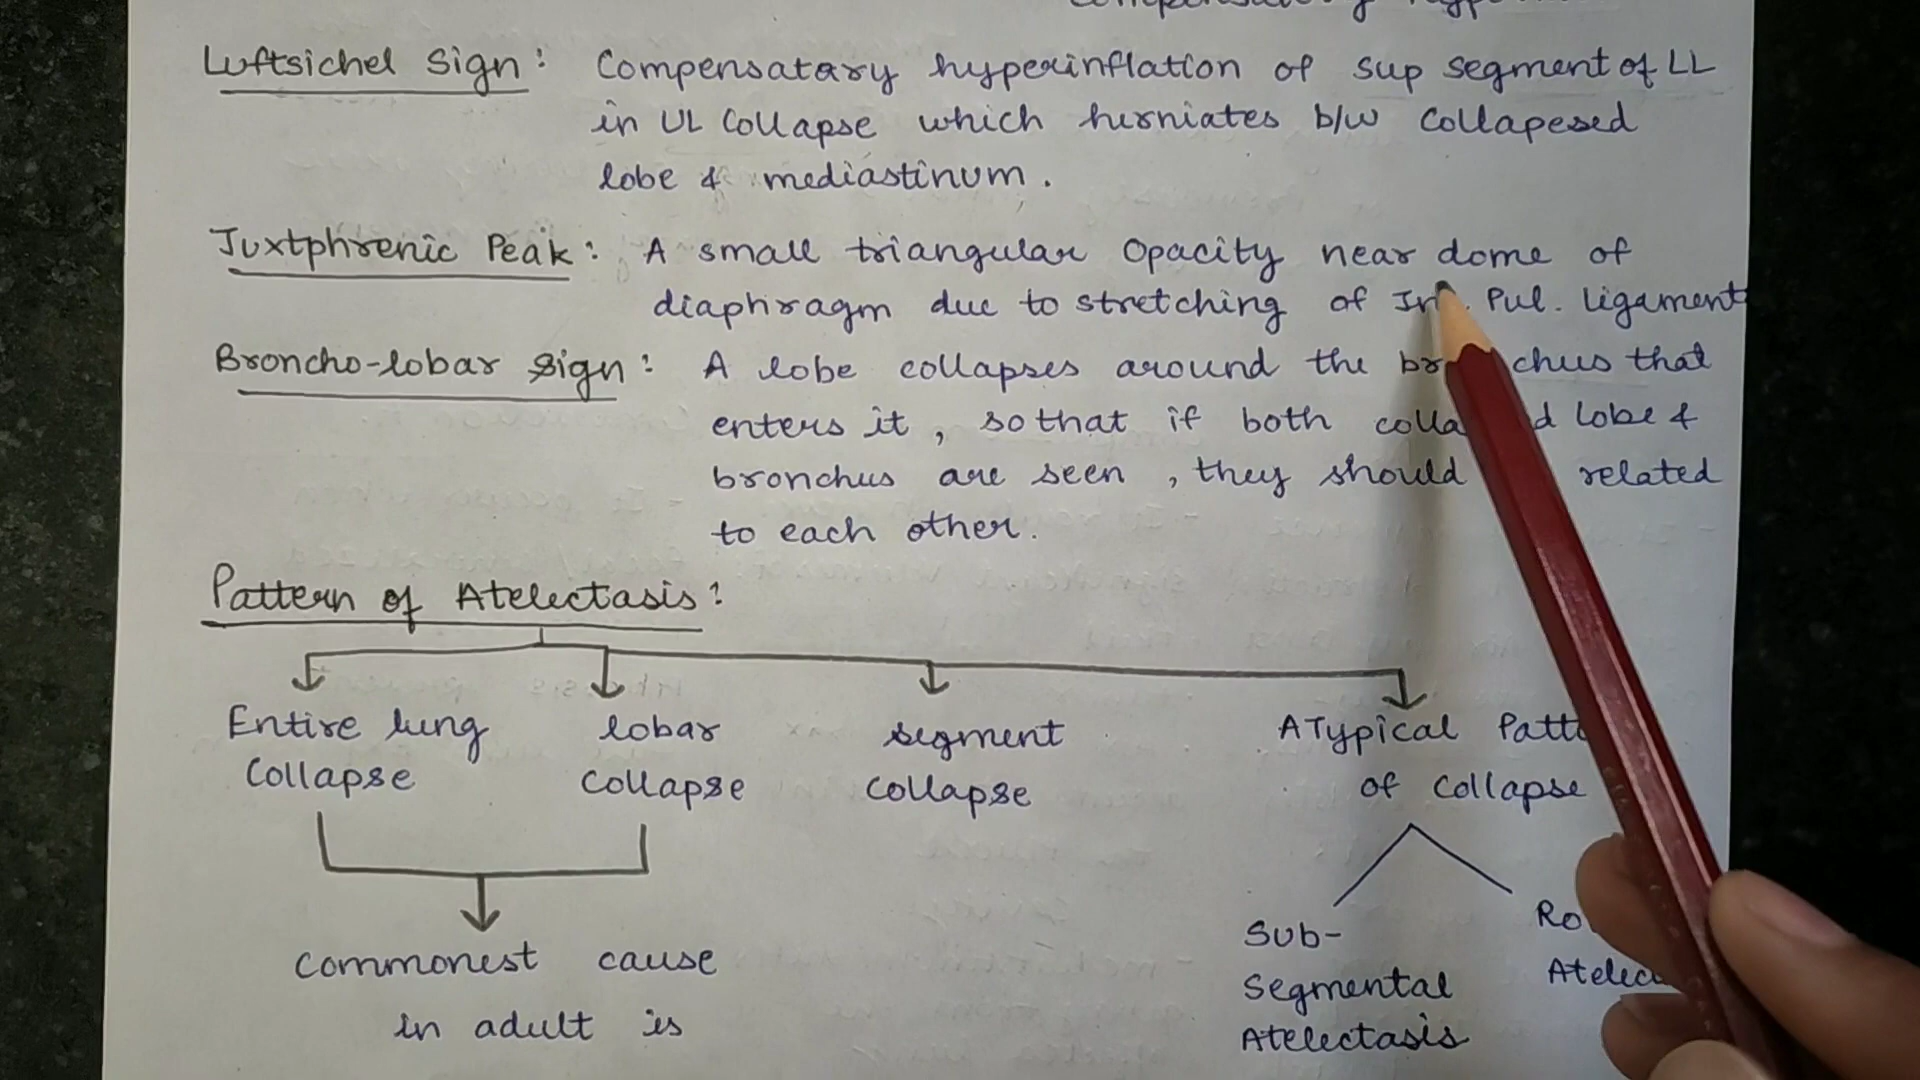 Luftsichel Sign: Compensatary hyperinflation of sup segment of LL
in UL Collapse which hurniates b/w Collapesed
lobe & mediastinum.
Juxtphrenic Peak: A small triangular Opacity near dome of
diaphragm due to stretching of Pul. ligament
Broncho-lobar sign: A lobe collapses around the that
enters it, so that if both lobe &
bronchus are seen, they should related
to each other.
Pattern of Atelectasis:
Entire lung lobar segment ATypical
Collapse Collapse Collapse of Collapse
Commonest cause Sub-
Segmental
in adult is Atelectasis